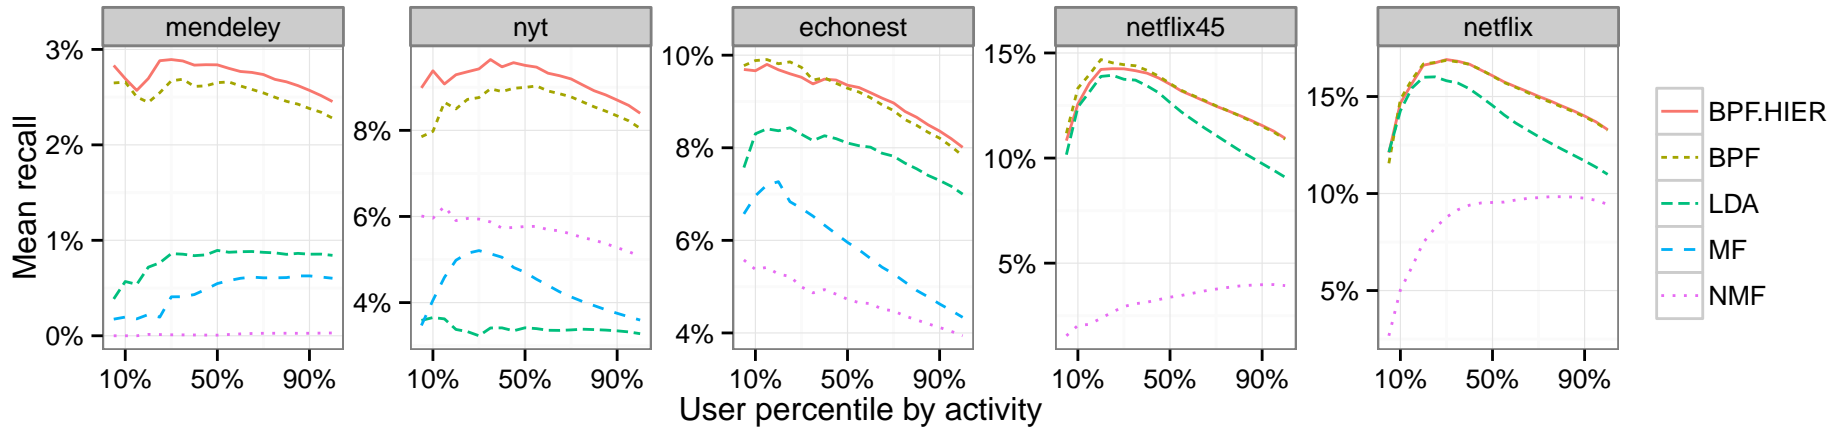 mendeley nyt echonest netflix45 netflix
Mean recall
3%
2%
1%
0%
8%
6%
4%
10%
8%
6%
4%
15%
10%
5%
15%
10%
5%
10% 50% 90% 10% 50% 90% 10% 50% 90% 10% 50% 90% 10% 50% 90%
User percentile by activity
BPF.HIER
BPF
LDA
MF
NMF